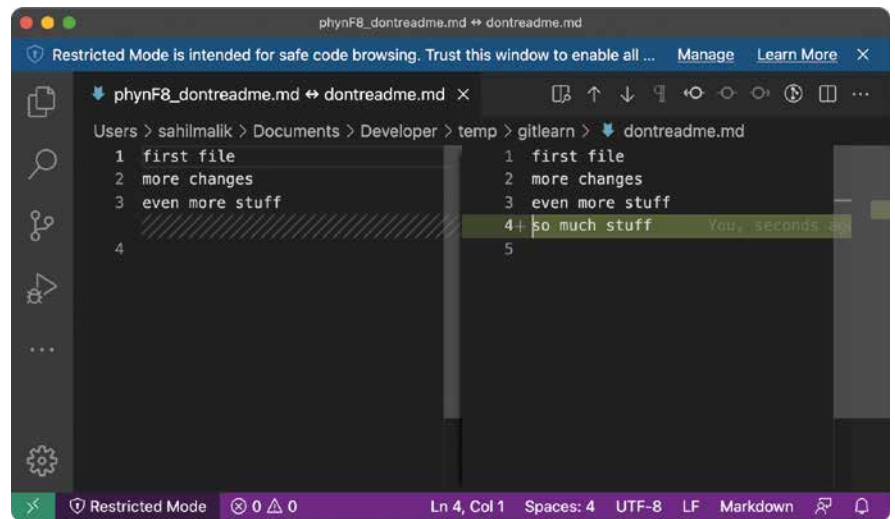 phynF8_dontreadme.md ↔ dontreadme.md
Restricted Mode is intended for safe code browsing. Trust this window to enable all ... Manage Learn More
phynF8_dontreadme.md ↔ dontreadme.md
Users > sahilmalik > Documents > Developer > temp > gitlearn > dontreadme.md
1 first file
2 more changes
3 even more stuff
4
1 first file
2 more changes
3 even more stuff
4+ so much stuff You, seconds ago
5
Restricted Mode 0 0 Ln 4, Col 1 Spaces: 4 UTF-8 LF Markdown